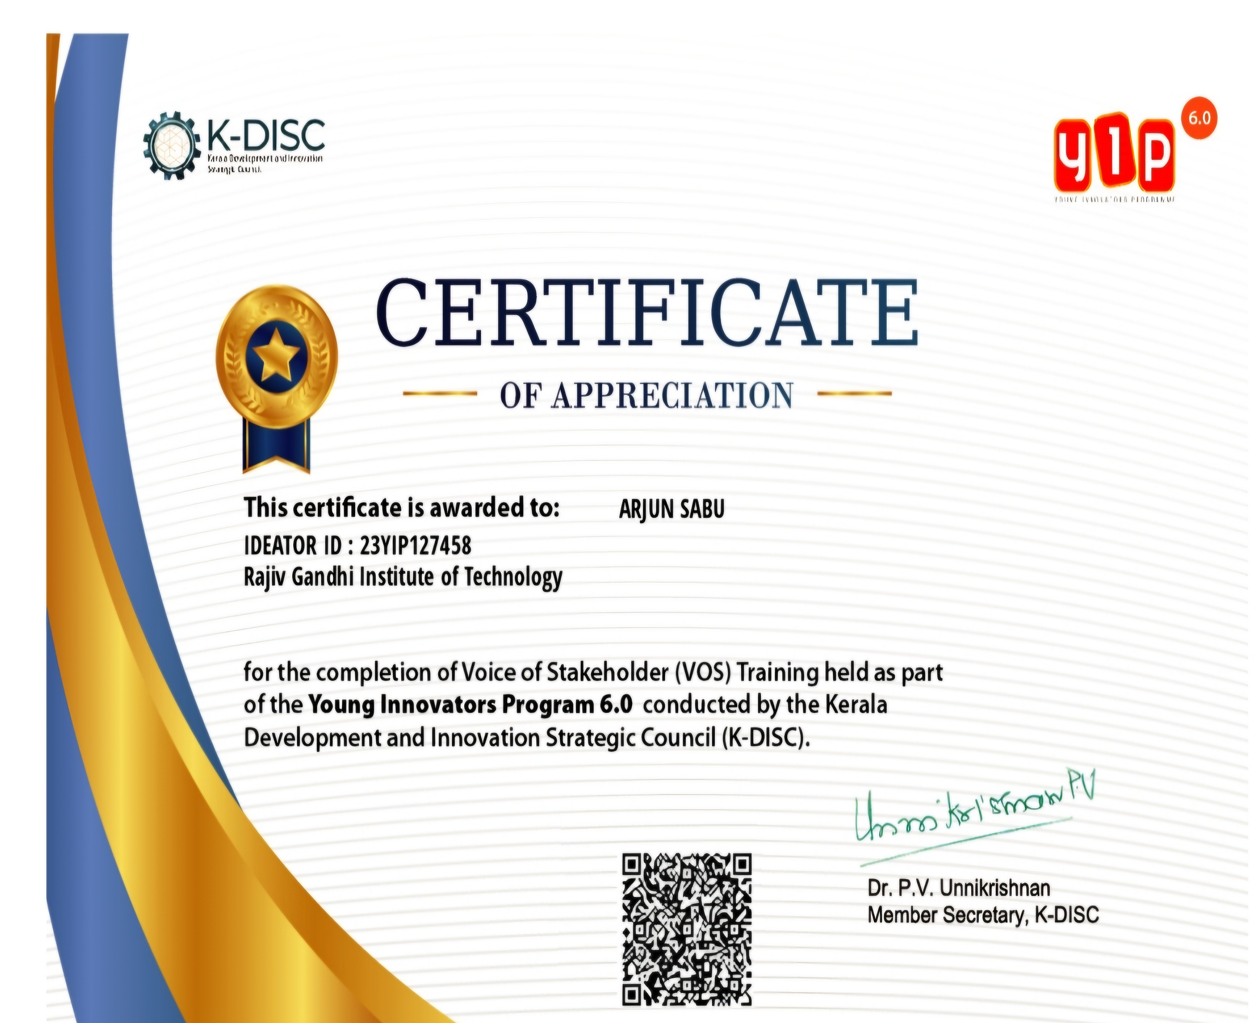 K-DISC
Kerala Development and Innovation
Strategic Council
yip
6.0
YOUNG INNOVATORS PROGRAMME
CERTIFICATE
OF APPRECIATION
This certificate is awarded to: ARJUN SABU
IDEATOR ID : 23YIP127458
Rajiv Gandhi Institute of Technology
for the completion of Voice of Stakeholder (VOS) Training held as part
of the Young Innovators Program 6.0 conducted by the Kerala
Development and Innovation Strategic Council (K-DISC).
Unnikrishnan P.V
Dr. P.V. Unnikrishnan
Member Secretary, K-DISC